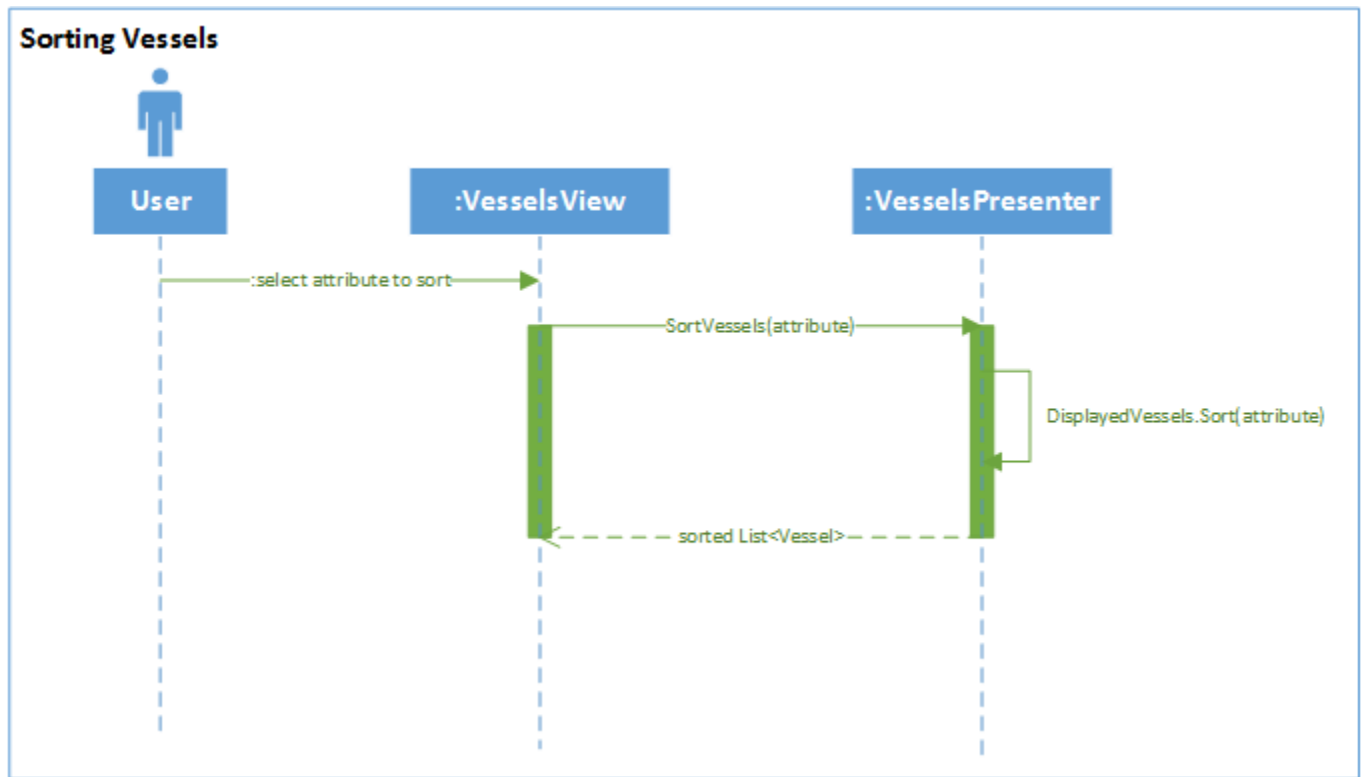 Sorting Vessels
User
:VesselsView
:VesselsPresenter
:select attribute to sort
SortVessels(attribute)
DisplayedVessels.Sort(attribute)
sorted List<Vessel>